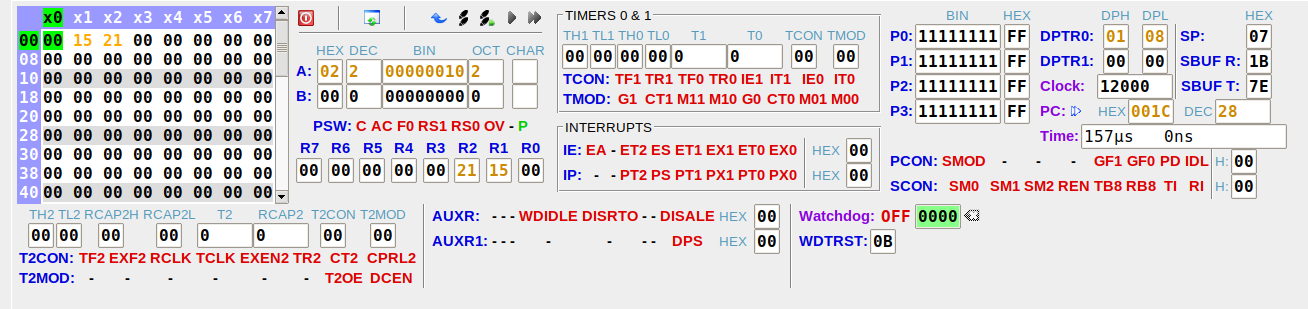 x0 x1 x2 x3 x4 x5 x6 x7
00 00 15 21 00 00 00 00 00
08 00 00 00 00 00 00 00 00
10 00 00 00 00 00 00 00 00
18 00 00 00 00 00 00 00 00
20 00 00 00 00 00 00 00 00
28 00 00 00 00 00 00 00 00
30 00 00 00 00 00 00 00 00
38 00 00 00 00 00 00 00 00
40 00 00 00 00 00 00 00 00
HEX DEC BIN OCT CHAR
A: 02 2 00000010 2
B: 00 0 00000000 0
PSW: C AC F0 RS1 RS0 OV - P
R7 R6 R5 R4 R3 R2 R1 R0
00 00 00 00 00 21 15 00
TIMERS 0 & 1
TH1 TL1 TH0 TL0 T1 T0 TCON TMOD
00 00 00 00 0 0 00 00
TCON: TF1 TR1 TF0 TR0 IE1 IT1 IE0 IT0
TMOD: G1 CT1 M11 M10 G0 CT0 M01 M00
INTERRUPTS
IE: EA - ET2 ES ET1 EX1 ET0 EX0 HEX 00
IP: - - PT2 PS PT1 PX1 PT0 PX0 HEX 00
BIN HEX
P0: 11111111 FF
P1: 11111111 FF
P2: 11111111 FF
P3: 11111111 FF
DPH DPL
DPTR0: 01 08
DPTR1: 00 00
Clock: 12000
HEX
SP: 07
SBUF R: 1B
SBUF T: 7E
PC: HEX 001C DEC 28
Time: 157µs 0ns
PCON: SMOD - - - GF1 GF0 PD IDL H: 00
SCON: SM0 SM1 SM2 REN TB8 RB8 TI RI H: 00
TH2 TL2 RCAP2H RCAP2L T2 RCAP2 T2CON T2MOD
00 00 00 00 0 0 00 00
T2CON: TF2 EXF2 RCLK TCLK EXEN2 TR2 CT2 CPRL2
T2MOD: - - - - - - T2OE DCEN
AUXR: - - - WDIDLE DISRTO - - DISALE HEX 00
AUXR1: - - - - - - - DPS HEX 00
Watchdog: OFF 0000
WDTRST: 0B